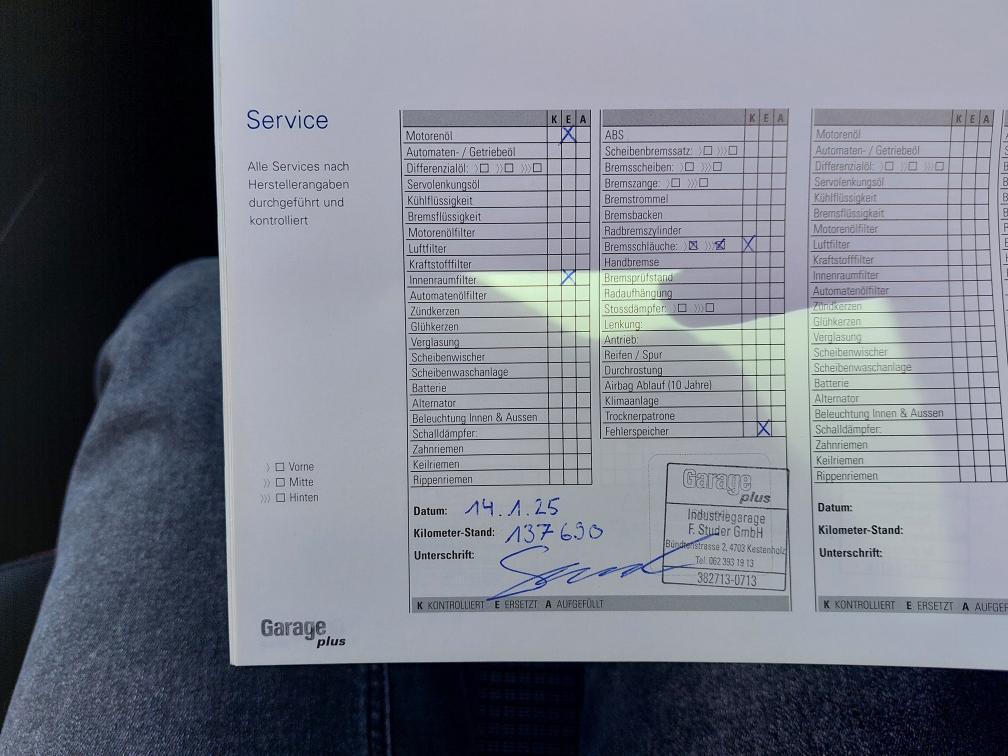 Service
Alle Services nach
Herstellerangaben
durchgeführt und
kontrolliert
〉 □ Vorne
〉〉 □ Mitte
〉〉〉 □ Hinten
Garage
plus
K E A
Motorenöl X
Automaten- / Getriebeöl
Differenzialöl: 〉□ 〉〉□ 〉〉〉□
Servolenkungsöl
Kühlflüssigkeit
Bremsflüssigkeit
Motorenölfilter
Luftfilter
Kraftstofffilter
Innenraumfilter X
Automatenölfilter
Zündkerzen
Glühkerzen
Verglasung
Scheibenwischer
Scheibenwaschanlage
Batterie
Alternator
Beleuchtung Innen & Aussen
Schalldämpfer:
Zahnriemen
Keilriemen
Rippenriemen
K E A
ABS
Scheibenbremssatz: 〉□ 〉〉〉□
Bremsscheiben: 〉□ 〉〉〉□
Bremszange: 〉□ 〉〉〉□
Bremstrommel
Bremsbacken
Radbremszylinder
Bremsschläuche: 〉☒ 〉〉〉☒ X
Handbremse
Bremsprüfstand
Radaufhängung
Stossdämpfer: 〉□ 〉〉〉□
Lenkung:
Antrieb:
Reifen / Spur
Durchrostung
Airbag Ablauf (10 Jahre)
Klimaanlage
Trocknerpatrone
Fehlerspeicher X
Datum: 14.1.25
Kilometer-Stand: 137690
Unterschrift:
Garage
plus
Industriegarage
F. Studer GmbH
Bündtenstrasse 2, 4703 Kestenholz
Tel. 062 393 19 13
382713-0713
K KONTROLLIERT E ERSETZT A AUFGEFÜLLT
K E A
Motorenöl
Automaten- / Getriebeöl
Differenzialöl: 〉□ 〉〉□ 〉〉〉□
Servolenkungsöl
Kühlflüssigkeit
Bremsflüssigkeit
Motorenölfilter
Luftfilter
Kraftstofffilter
Innenraumfilter
Automatenölfilter
Zündkerzen
Glühkerzen
Verglasung
Scheibenwischer
Scheibenwaschanlage
Batterie
Alternator
Beleuchtung Innen & Aussen
Schalldämpfer:
Zahnriemen
Keilriemen
Rippenriemen
Datum:
Kilometer-Stand:
Unterschrift:
K KONTROLLIERT E ERSETZT A AUFGEF